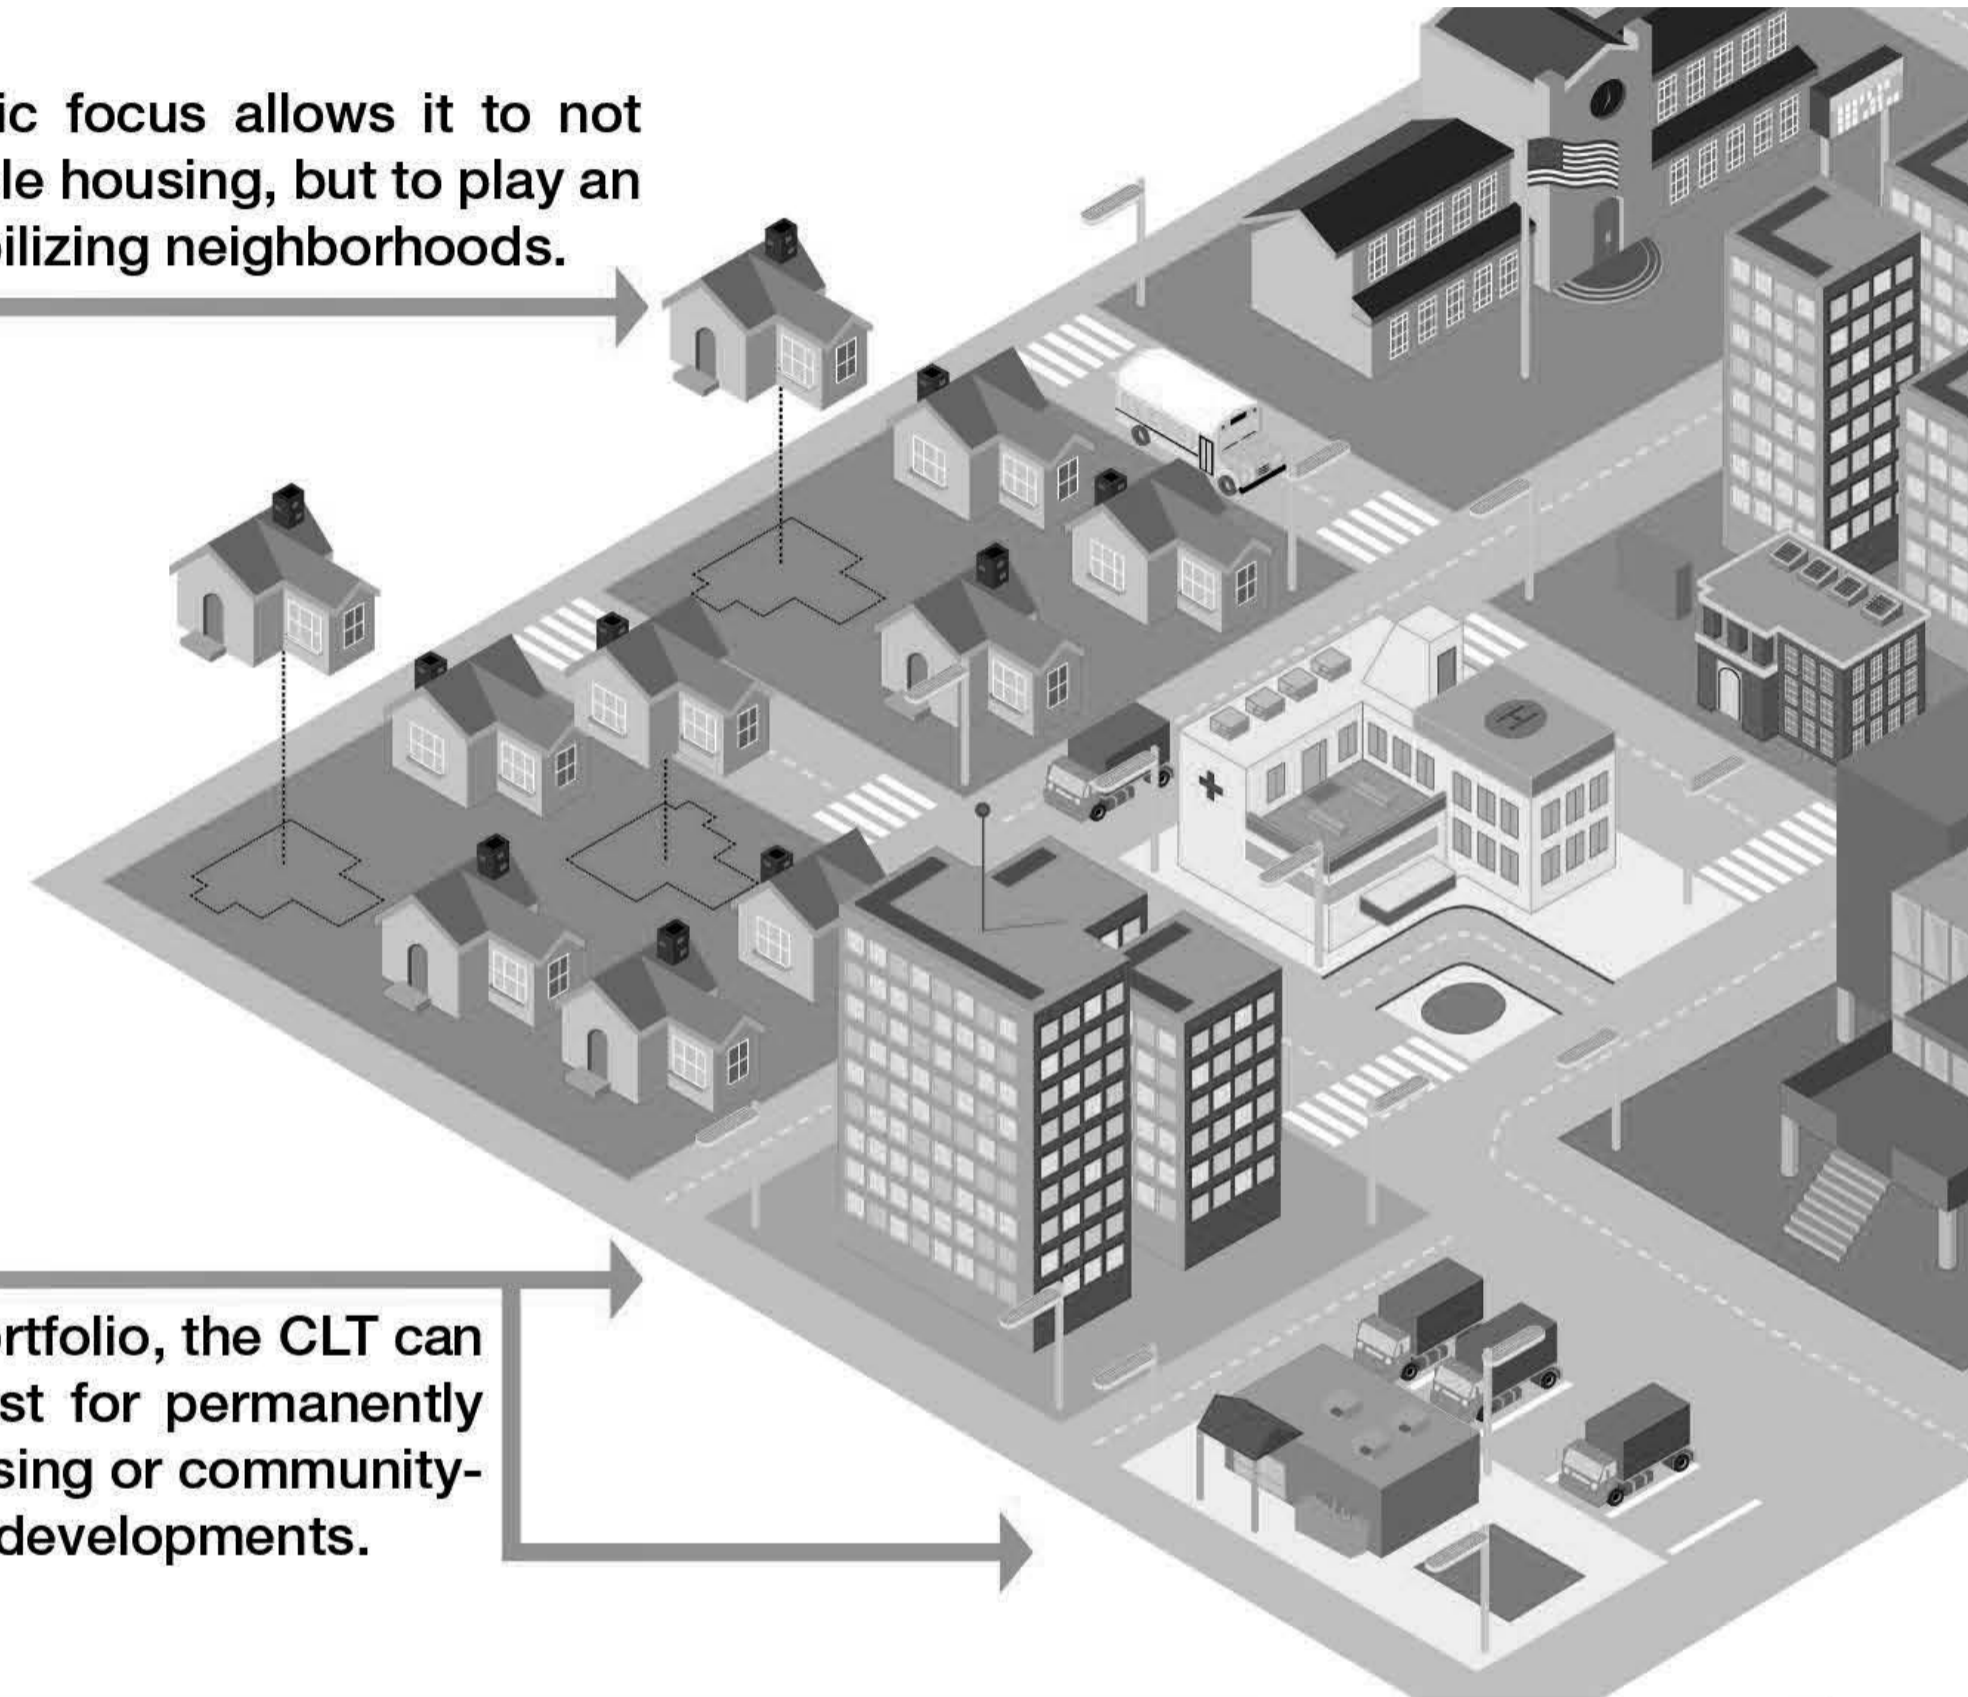 ic focus allows it to not
le housing, but to play an
ilizing neighborhoods.
rtfolio, the CLT can
st for permanently
sing or community-
developments.
H